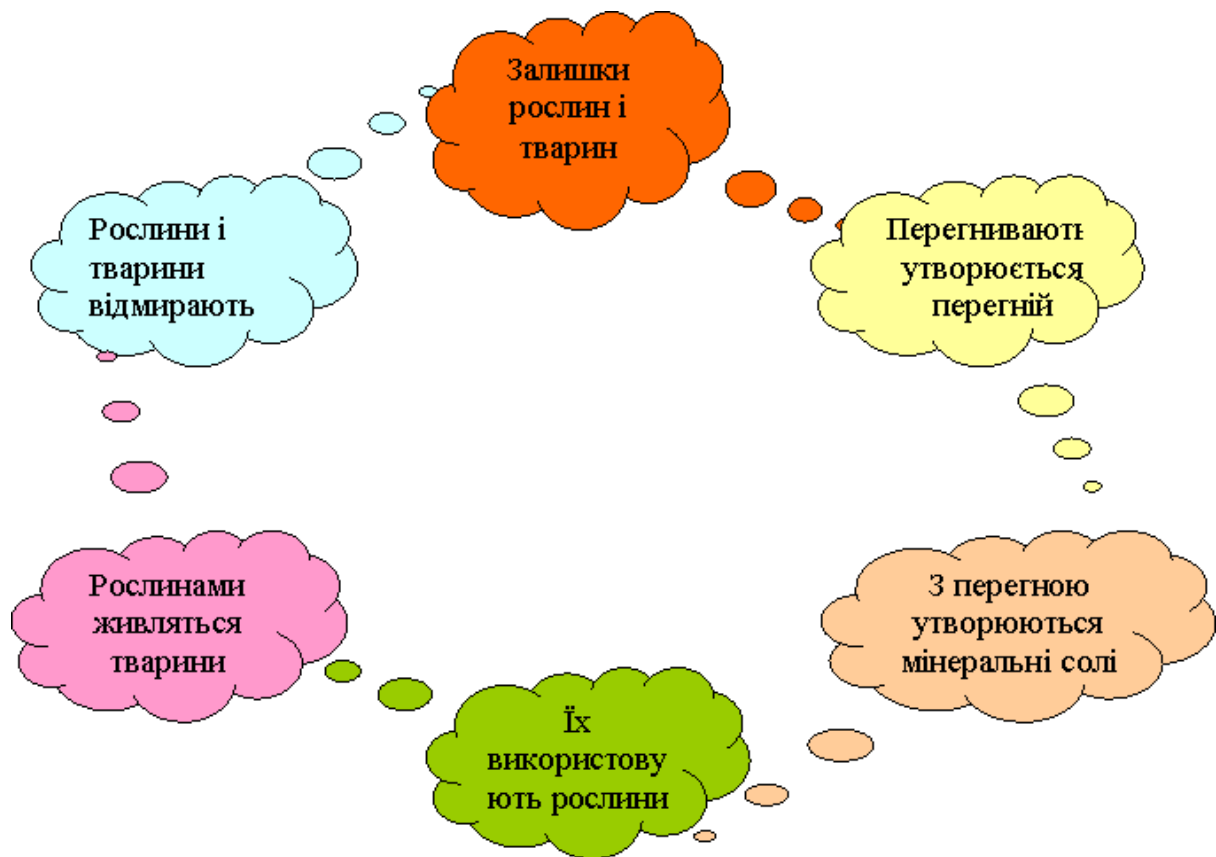 Залишки
рослин і
тварин
Перегнивають
утворюється
перегній
З перегною
утворюються
мінеральні солі
Їх
використову
ють рослини
Рослинами
живляться
тварини
Рослини і
тварини
відмирають